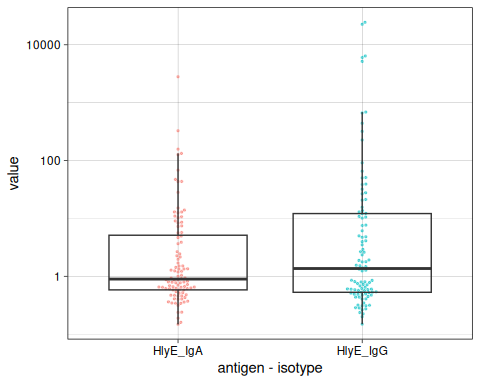 10000
100
1
value
HlyE_IgA
HlyE_IgG
antigen - isotype